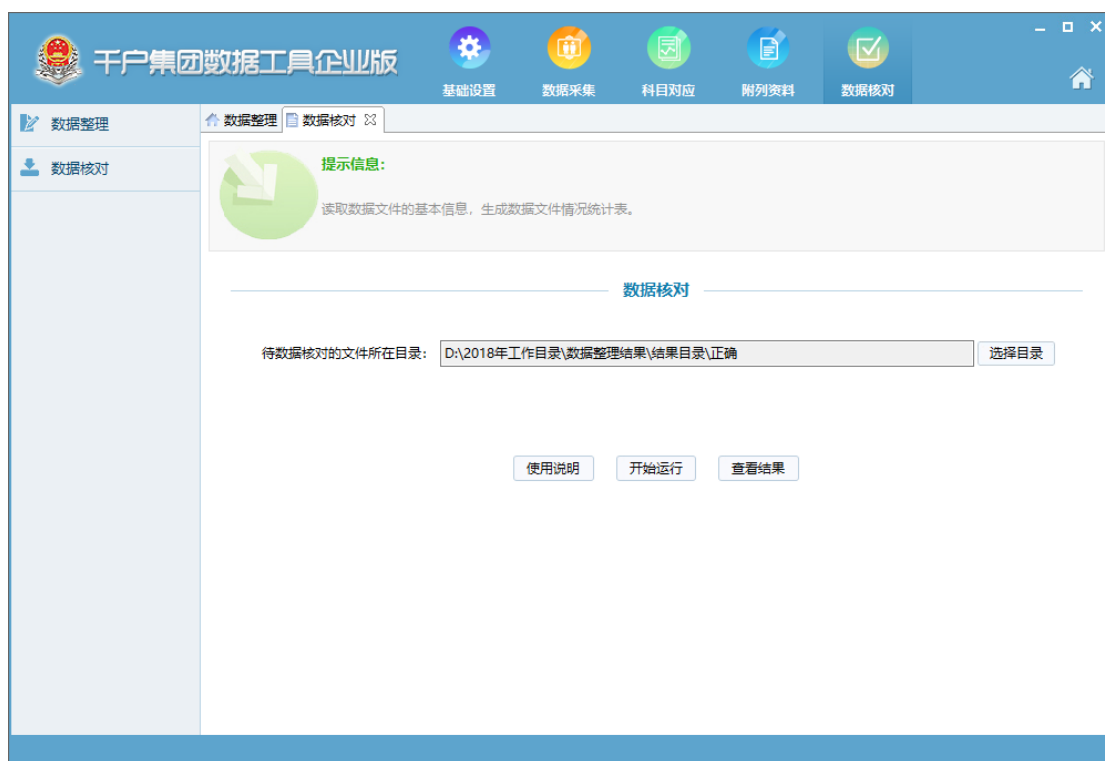 千户集团数据工具企业版
基础设置 数据采集 科目对应 附列资料 数据核对
数据整理
数据核对
数据整理 数据核对
提示信息：
读取数据文件的基本信息，生成数据文件情况统计表。
数据核对
待数据核对的文件所在目录： D:\2018年工作目录\数据整理结果\结果目录\正确 选择目录
使用说明 开始运行 查看结果